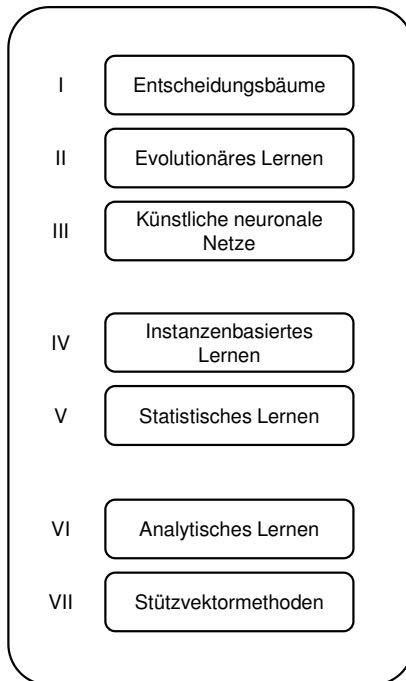 I Entscheidungsbäume
II Evolutionäres Lernen
III Künstliche neuronale
Netze
IV Instanzenbasiertes
Lernen
V Statistisches Lernen
VI Analytisches Lernen
VII Stützvektormethoden